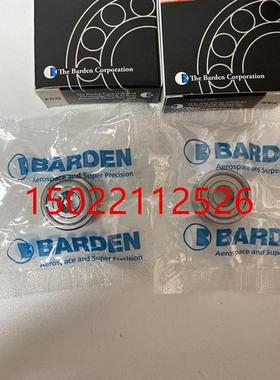 The Barden Corporation
The Barden Corporation
BARDEN
Aerospace and Super Precision
BARDEN
Aerospace and Super Precision
15022112526
BARDEN
Aerospace and Super Precision
BARDEN
Aerospace and Super Precision